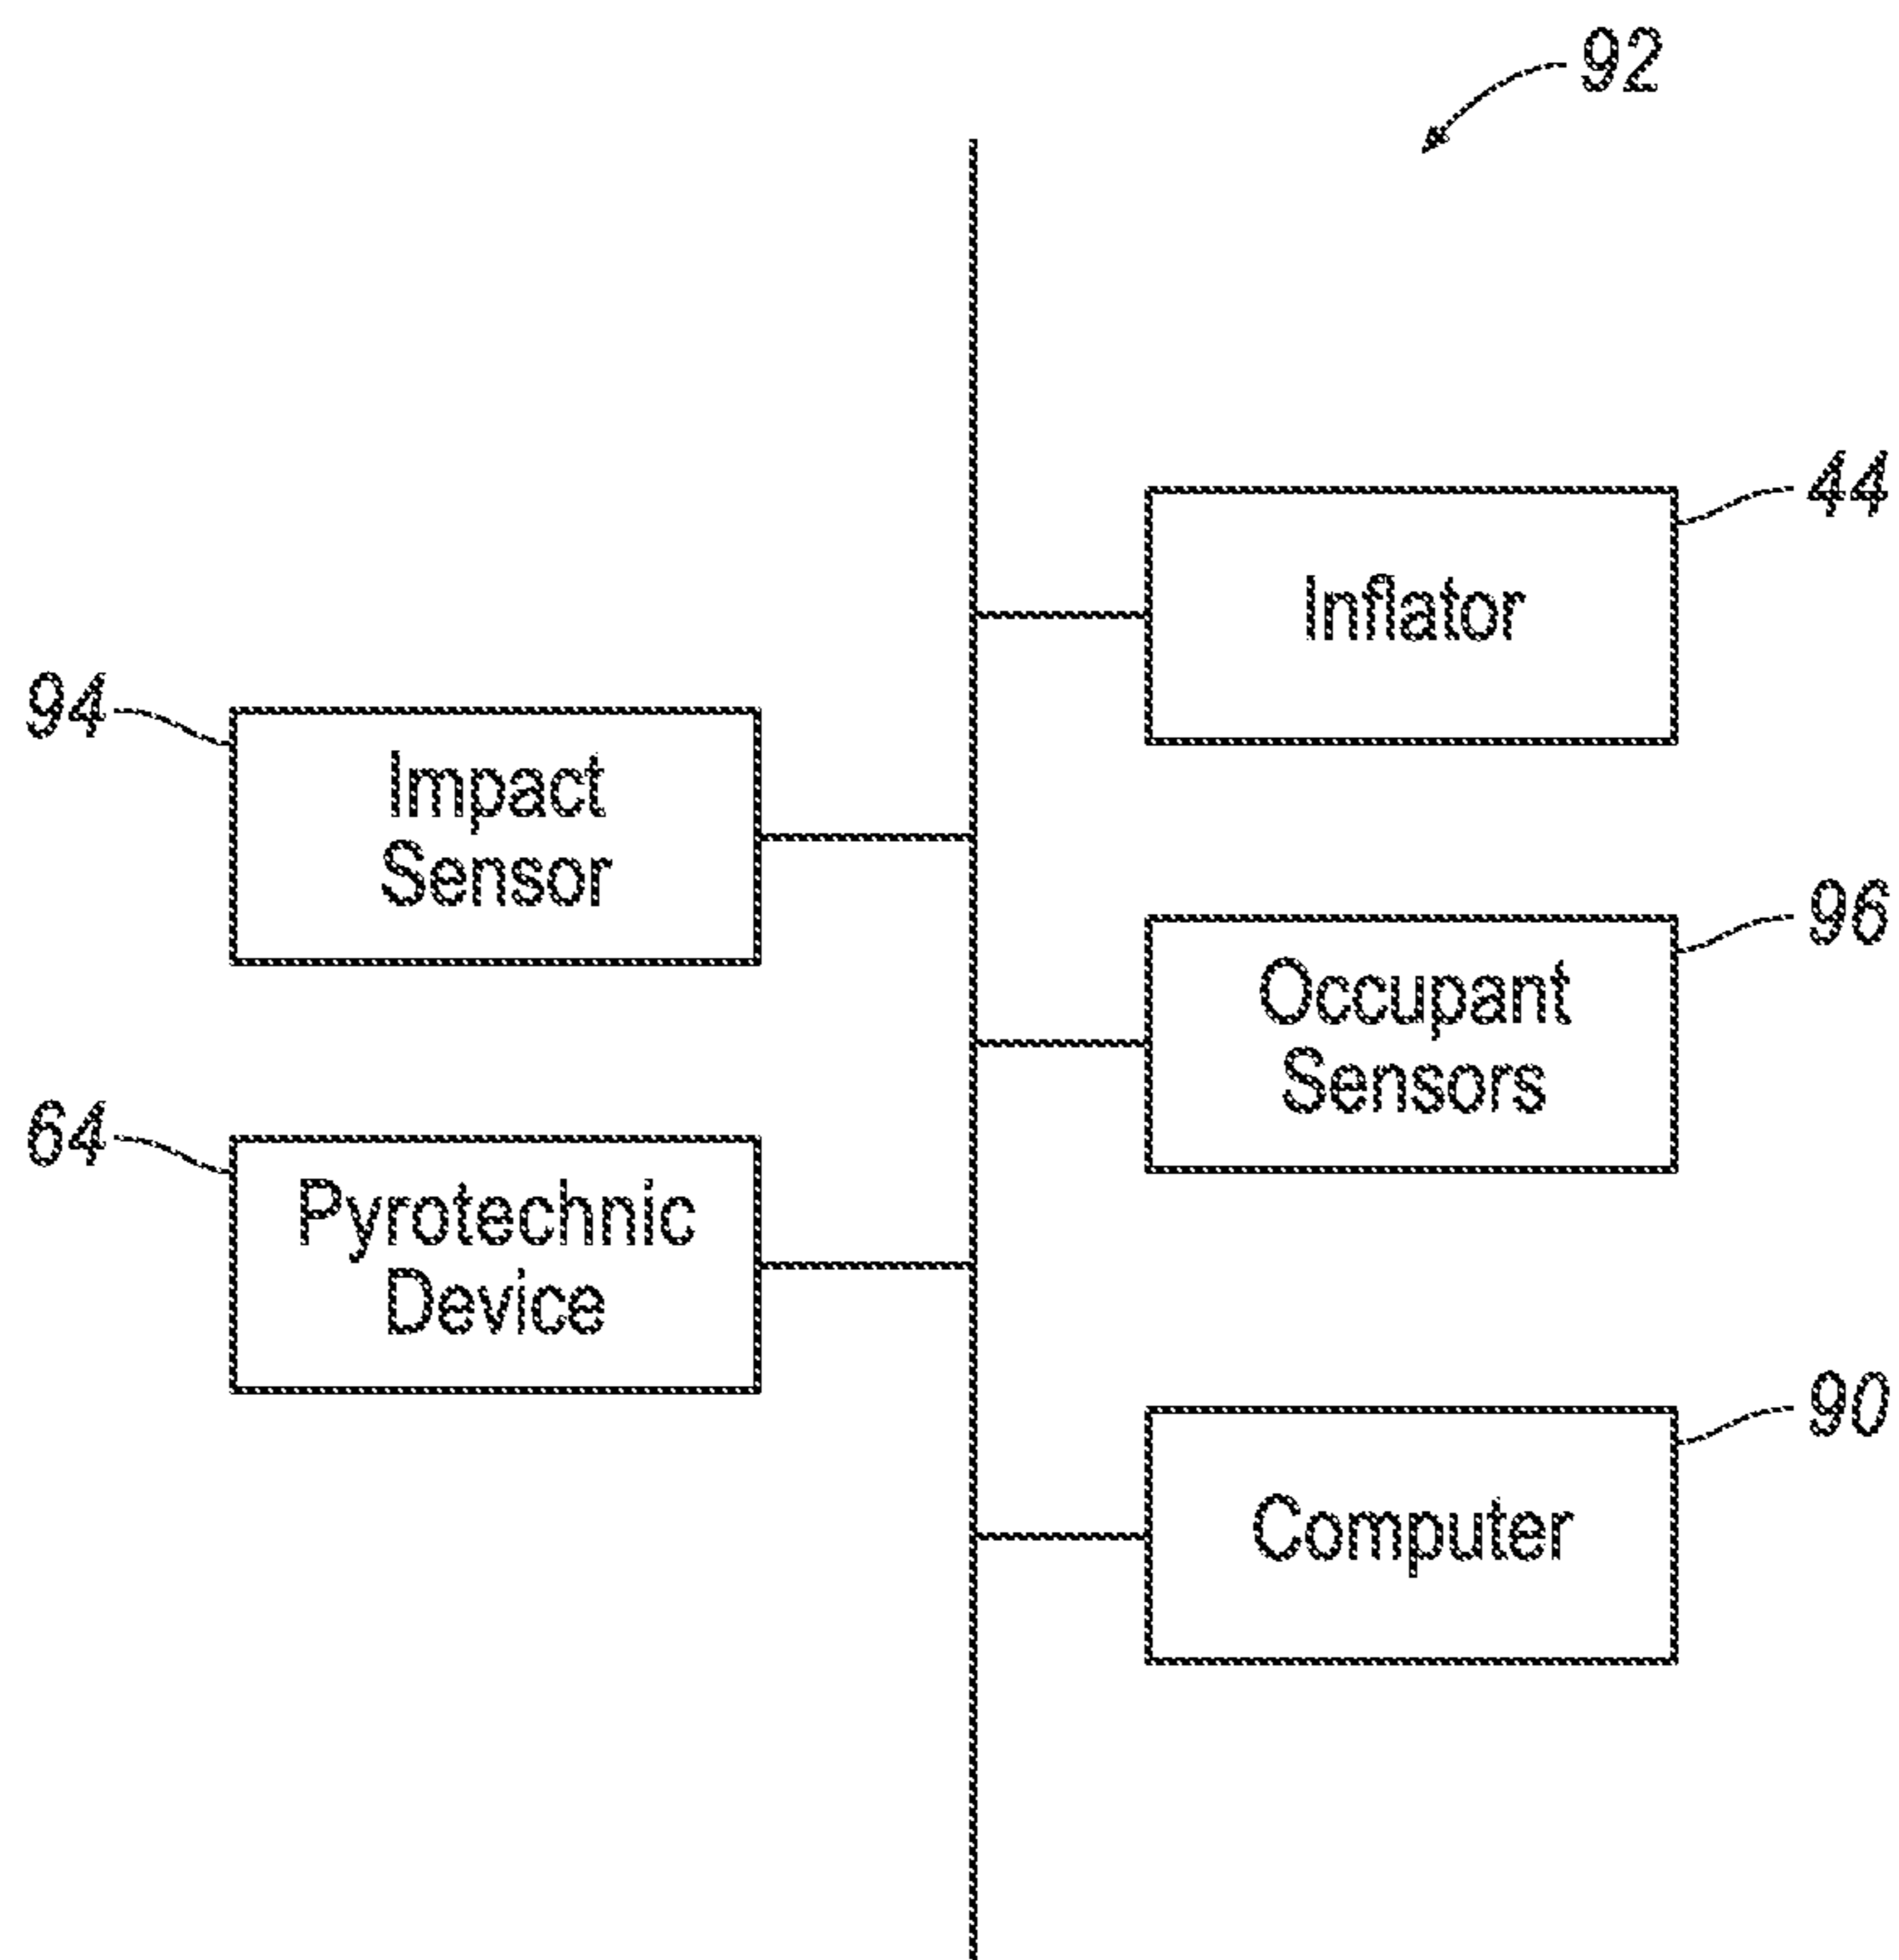 92
44
Inflator
94
Impact
Sensor
96
Occupant
Sensors
64
Pyrotechnic
Device
90
Computer